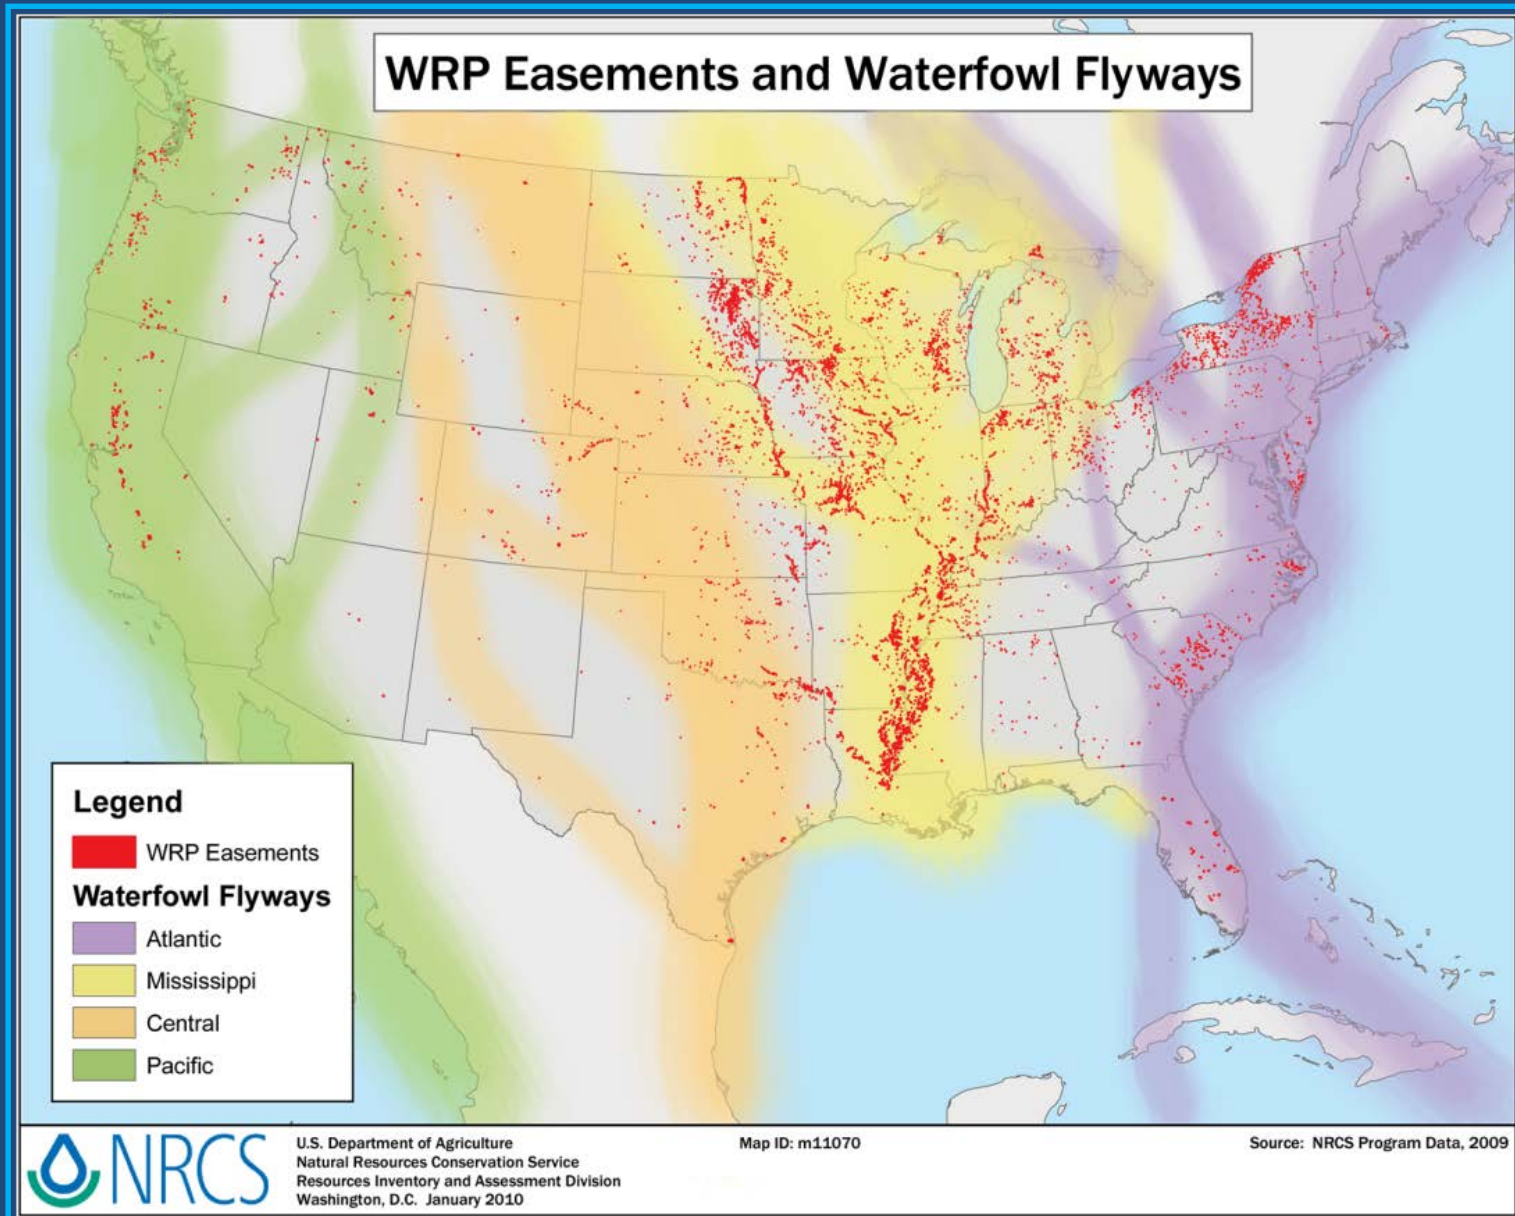 WRP Easements and Waterfowl Flyways
Legend
WRP Easements
Waterfowl Flyways
Atlantic
Mississippi
Central
Pacific
NRCS
U.S. Department of Agriculture
Natural Resources Conservation Service
Resources Inventory and Assessment Division
Washington, D.C. January 2010
Map ID: m11070
Source: NRCS Program Data, 2009